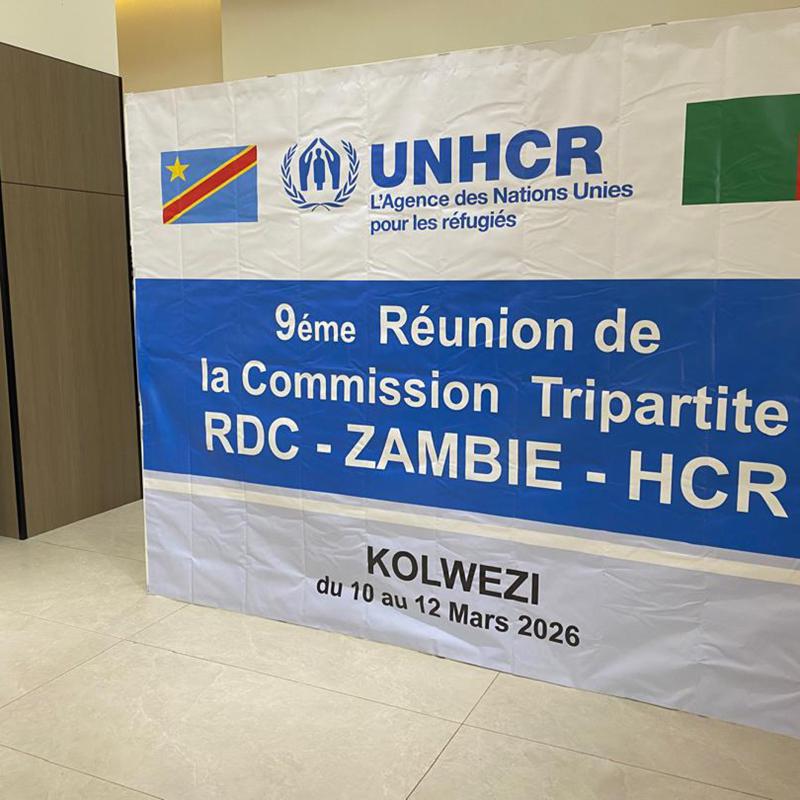 UNHCR
L'Agence des Nations Unies
pour les réfugiés
9éme Réunion de
la Commission Tripartite
RDC - ZAMBIE - HCR
KOLWEZI
du 10 au 12 Mars 2026